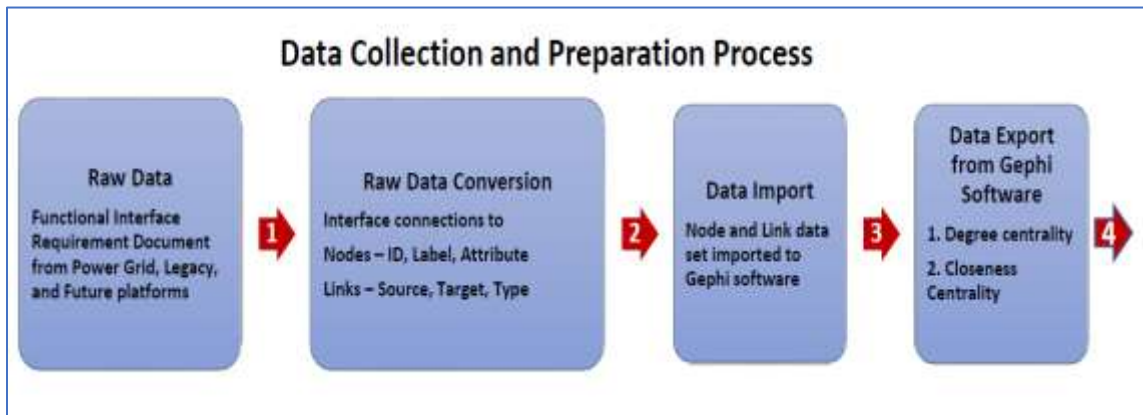 Data Collection and Preparation Process
Raw Data
Functional Interface
Requirement Document
from Power Grid, Legacy,
and Future platforms
1
Raw Data Conversion
Interface connections to
Nodes – ID, Label, Attribute
Links – Source, Target, Type
2
Data Import
Node and Link data
set imported to
Gephi software
3
Data Export
from Gephi
Software
1. Degree centrality
2. Closeness
Centrality
4